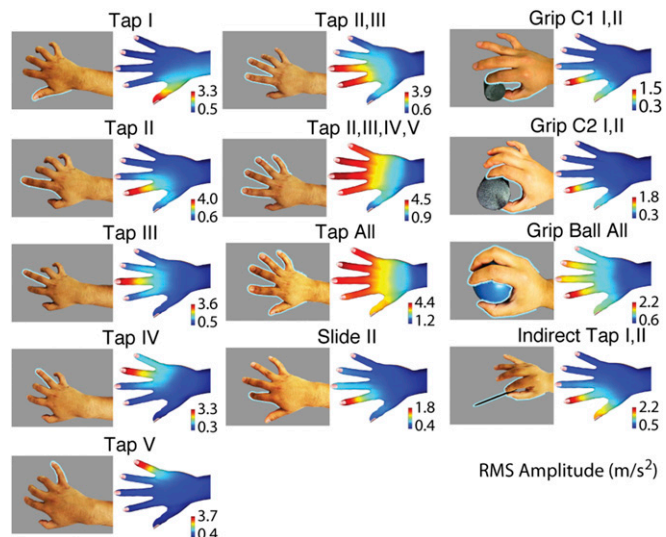 Tap I
3.3
0.5
Tap II
4.0
0.6
Tap III
3.6
0.5
Tap IV
3.3
0.3
Tap V
3.7
0.4
Tap II,III
3.9
0.6
Tap II,III,IV,V
4.5
0.9
Tap All
4.4
1.2
Slide II
1.8
0.4
Grip C1 I,II
1.5
0.3
Grip C2 I,II
1.8
0.3
Grip Ball All
2.2
0.6
Indirect Tap I,II
2.2
0.5
RMS Amplitude (m/s²)